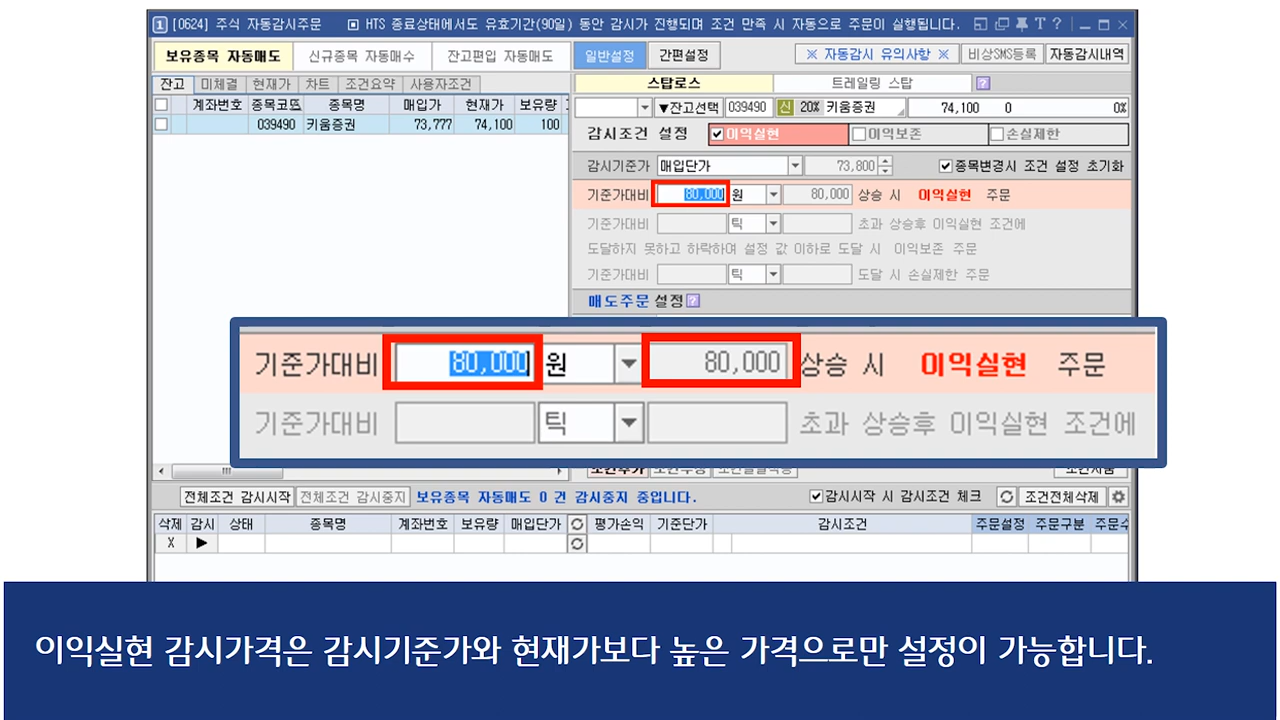 1 [0624] 주식 자동감시주문 ▣ HTS 종료상태에서도 유효기간(90일) 동안 감시가 진행되며 조건 만족 시 자동으로 주문이 실행됩니다. T ?
보유종목 자동매도 신규종목 자동매수 잔고편입 자동매도 일반설정 간편설정 ※ 자동감시 유의사항 ※ 비상SMS등록 자동감시내역
잔고 미체결 현재가 차트 조건요약 사용자조건
스탑로스 트레일링 스탑 ?
계좌번호 종목코드 종목명 매입가 현재가 보유량
039490 키움증권 73,777 74,100 100
▼잔고선택 039490 신 20% 키움증권 74,100 0 0%
감시조건 설정 이익실현 이익보존 손실제한
감시기준가 매입단가 73,800 종목변경시 조건 설정 초기화
기준가대비 80,000 원 80,000 상승 시 이익실현 주문
기준가대비 틱 초과 상승후 이익실현 조건에
도달하지 못하고 하락하여 설정 값 이하로 도달 시 이익보존 주문
기준가대비 틱 도달 시 손실제한 주문
매도주문 설정 ?
기준가대비 80,000 원 80,000 상승 시 이익실현 주문
기준가대비 틱 초과 상승후 이익실현 조건에
전체조건 감시시작 전체조건 감시중지 보유종목 자동매도 0 건 감시중지 중입니다. 감시시작 시 감시조건 체크 조건전체삭제
삭제 감시 상태 종목명 계좌번호 보유량 매입단가 평가손익 기준단가 감시조건 주문설정 주문구분
X ▶
이익실현 감시가격은 감시기준가와 현재가보다 높은 가격으로만 설정이 가능합니다.